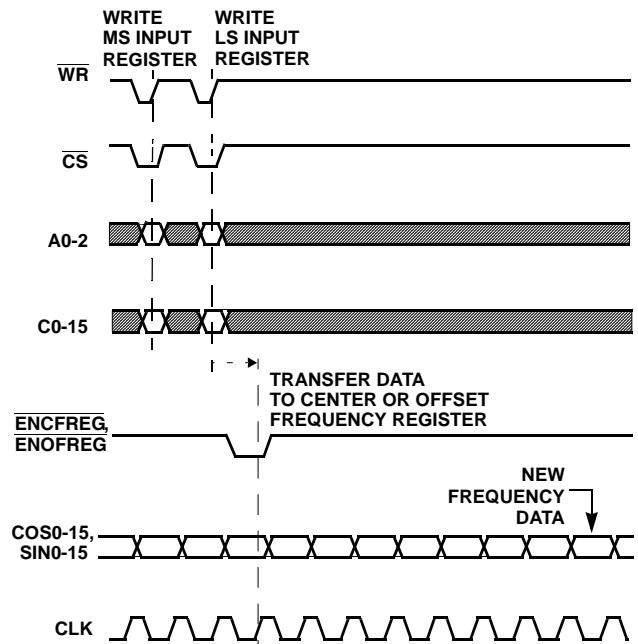 WRITE
MS INPUT
REGISTER
WRITE
LS INPUT
REGISTER
WR
CS
A0-2
C0-15
TRANSFER DATA
TO CENTER OR OFFSET
FREQUENCY REGISTER
ENCFREG,
ENOFREG
NEW
FREQUENCY
DATA
COS0-15,
SIN0-15
CLK